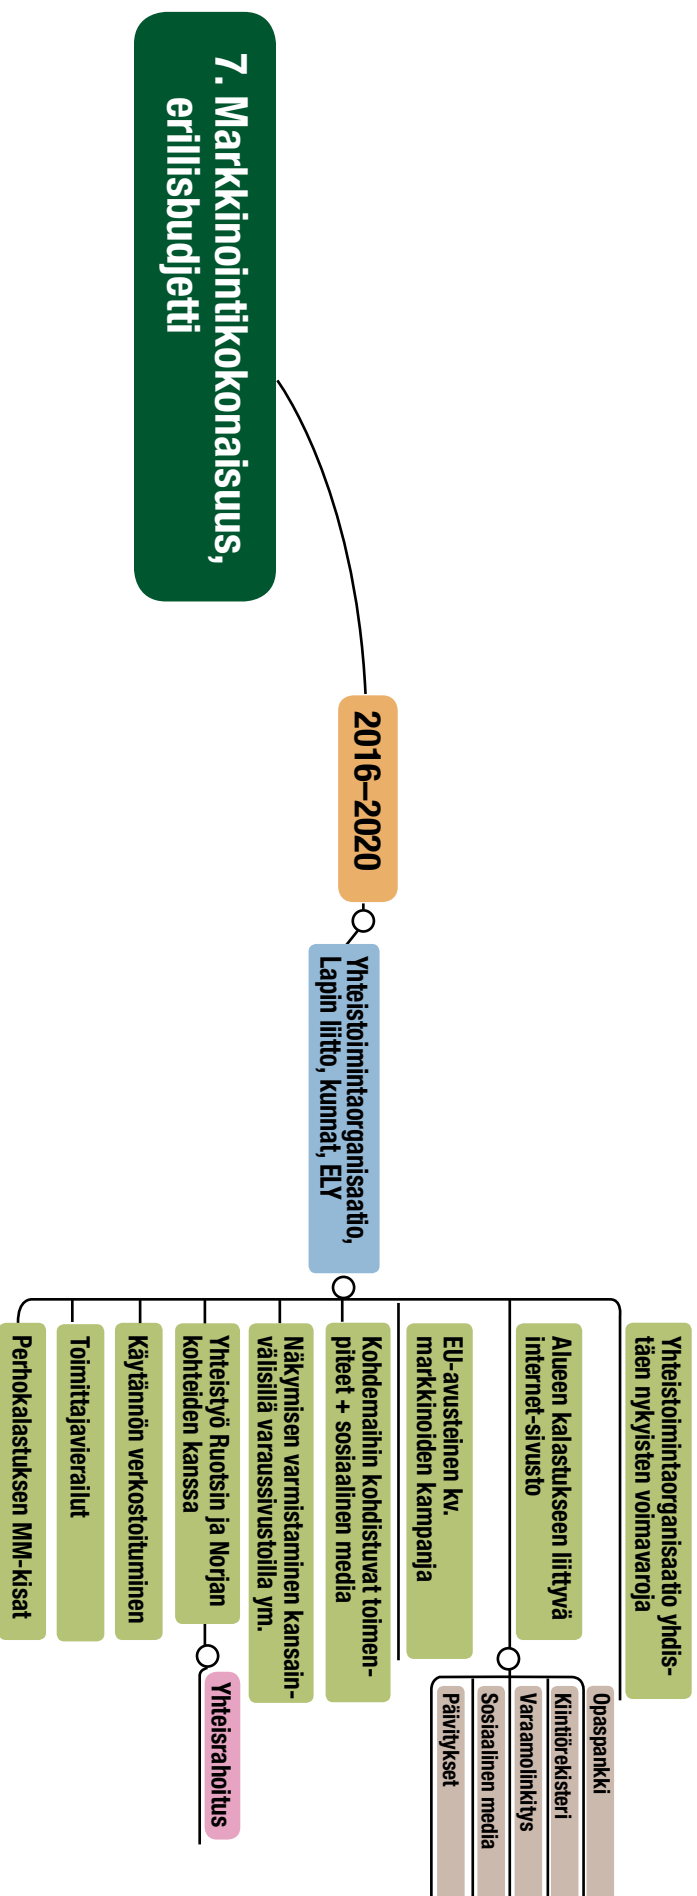 7. Markkinointikokonaisuus,
erillisbudjetti
2016–2020
Yhteistoimintaorganisaatio,
Lapin liitto, kunnat, ELY
Yhteistoimintaorganisaatio yhdis-
täen nykyisten voimavaroja
Alueen kalastukseen liittyvä
internet-sivusto
Opaspankki
Kiintiörekisteri
Varaamolinkitys
Sosiaalinen media
Päivitykset
EU-avusteinen kv.
markkinoiden kampanja
Kohdemaihin kohdistuvat toimen-
piteet + sosiaalinen media
Näkymisen varmistaminen kansain-
välisillä varaussivustoilla ym.
Yhteistyö Ruotsin ja Norjan
kohteiden kanssa
Yhteisrahoitus
Käytännön verkostoituminen
Toimittajavierailut
Perhokalastuksen MM-kisat